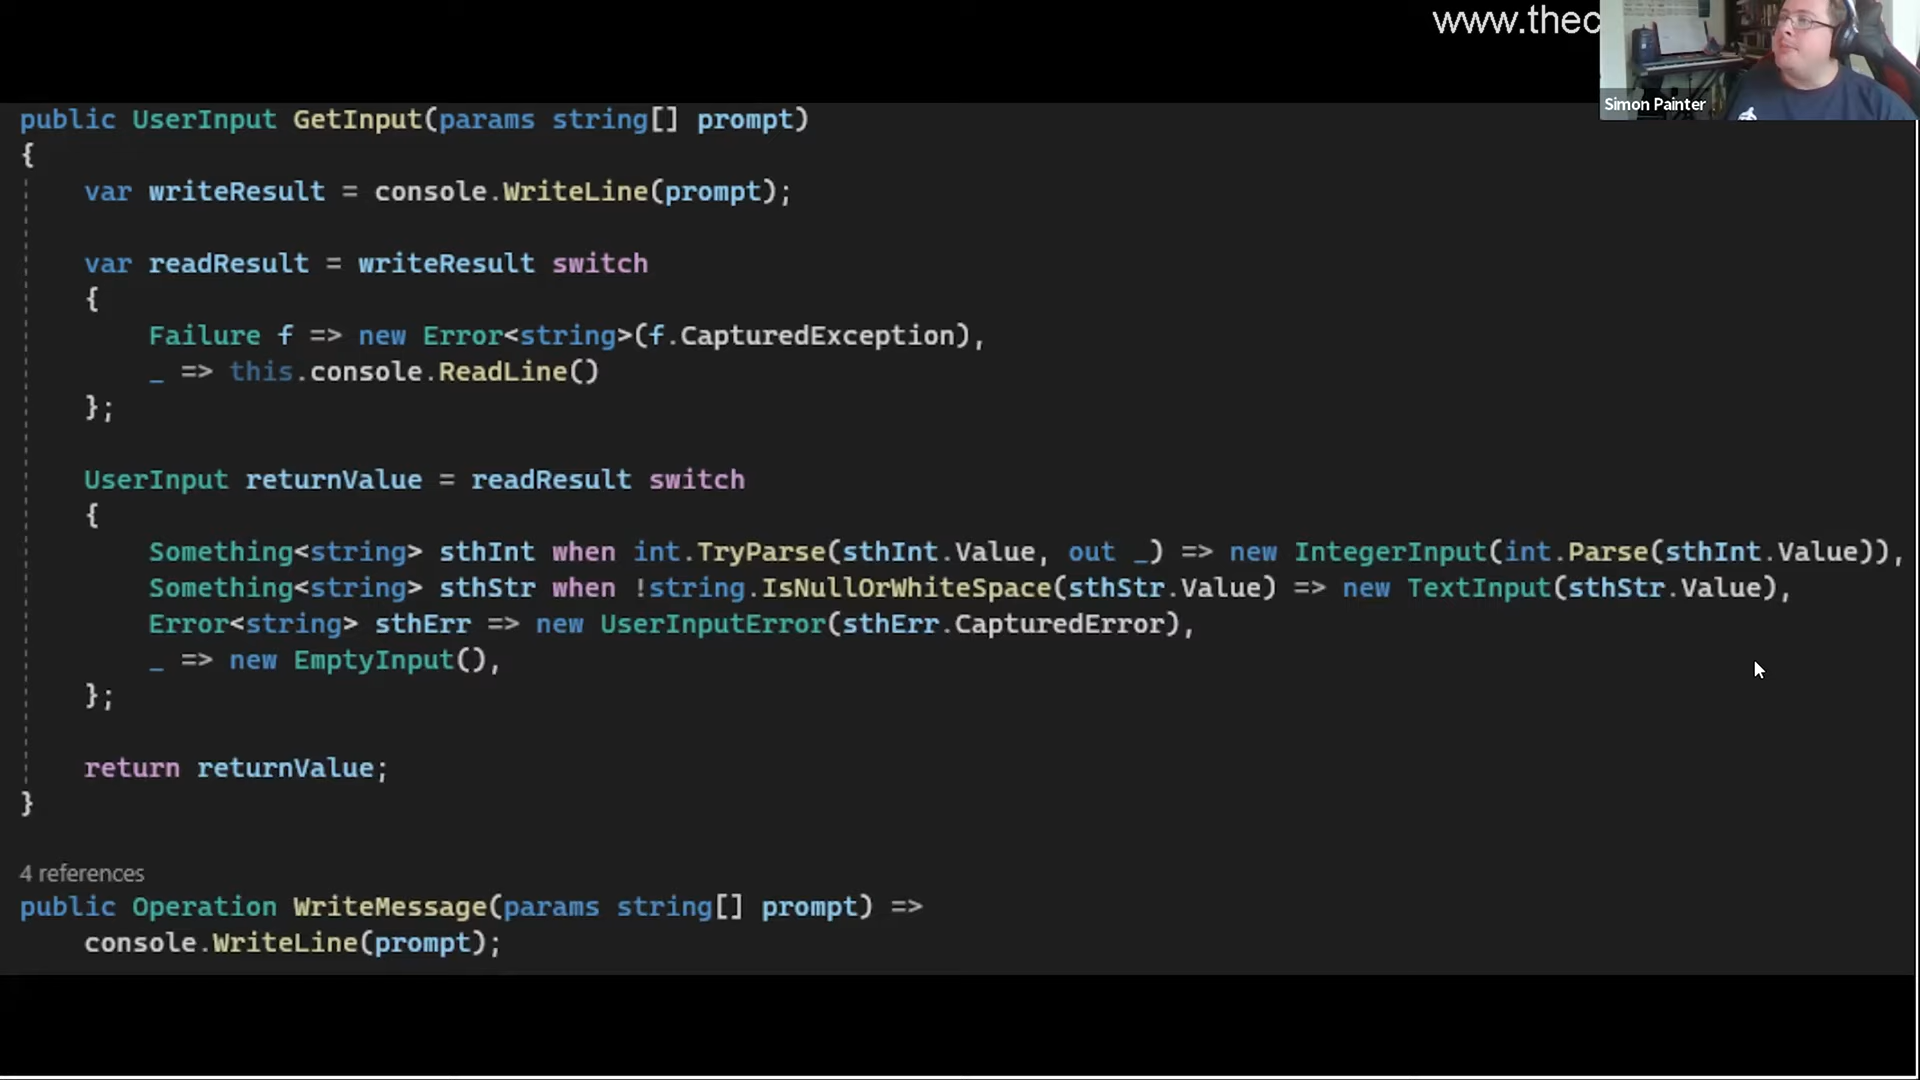 www.thec
Simon Painter
public UserInput GetInput(params string[] prompt)
{
var writeResult = console.WriteLine(prompt);
var readResult = writeResult switch
{
Failure f => new Error<string>(f.CapturedException),
_ => this.console.ReadLine()
};
UserInput returnValue = readResult switch
{
Something<string> sthInt when int.TryParse(sthInt.Value, out _) => new IntegerInput(int.Parse(sthInt.Value)),
Something<string> sthStr when !string.IsNullOrWhiteSpace(sthStr.Value) => new TextInput(sthStr.Value),
Error<string> sthErr => new UserInputError(sthErr.CapturedError),
_ => new EmptyInput(),
};
return returnValue;
}
4 references
public Operation WriteMessage(params string[] prompt) =>
console.WriteLine(prompt);